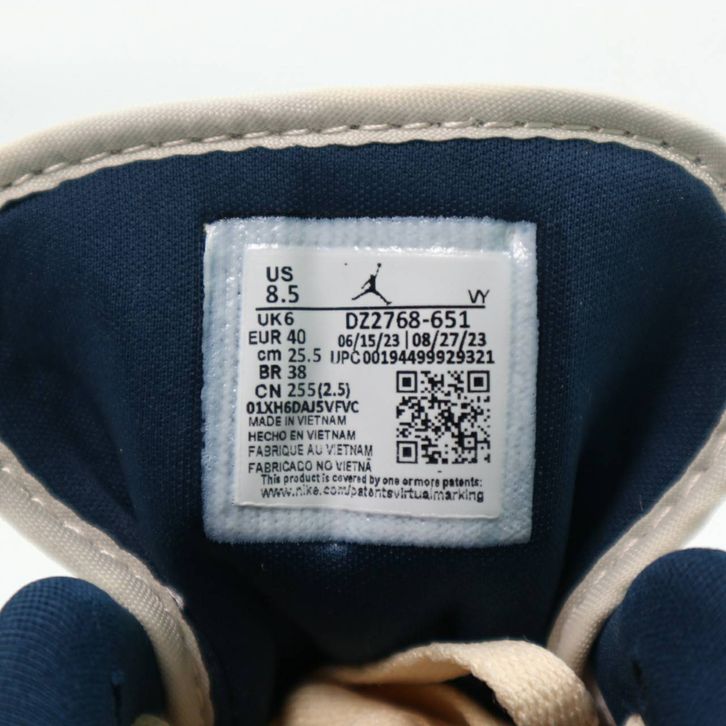 US
8.5
VY
UK 6
DZ2768-651
EUR 40
06/15/23 | 08/27/23
cm 25.5
UPC 00194499929321
BR 38
CN 255(2.5)
01XH6DAJ5VFVC
MADE IN VIETNAM
HECHO EN VIETNAM
FABRIQUE AU VIETNAM
FABRICADO NO VIETNÃ
This product is covered by one or more patents:
www.nike.com/patentsvirtualmarking